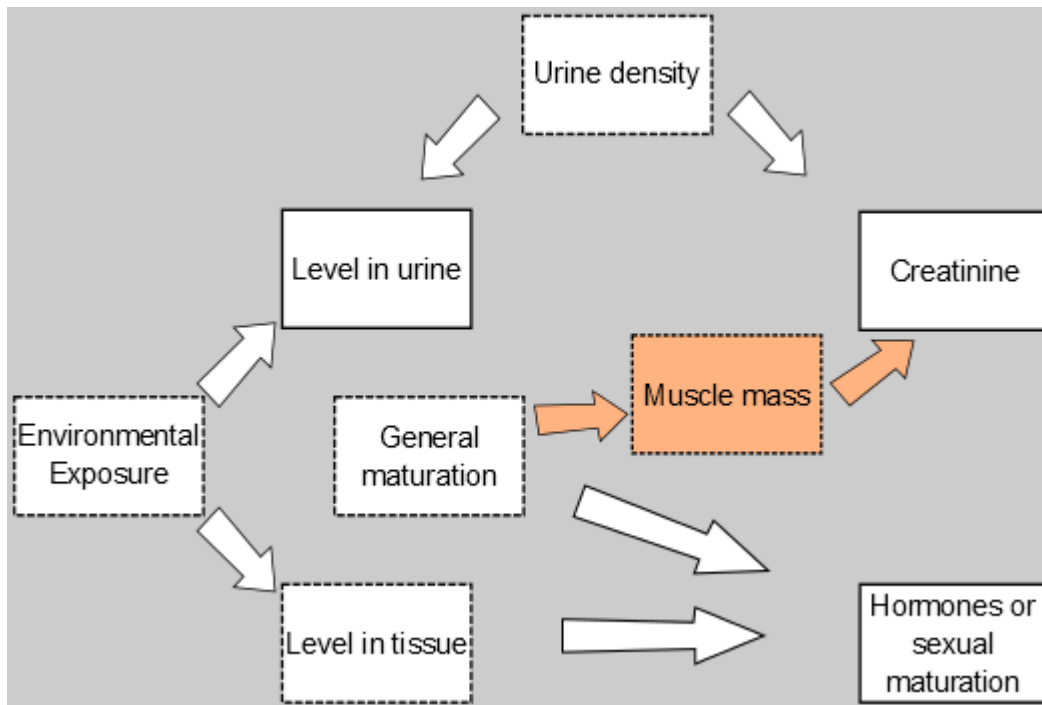 Urine density
Level in urine
Creatinine
Muscle mass
Environmental
Exposure
General
maturation
Level in tissue
Hormones or
sexual
maturation